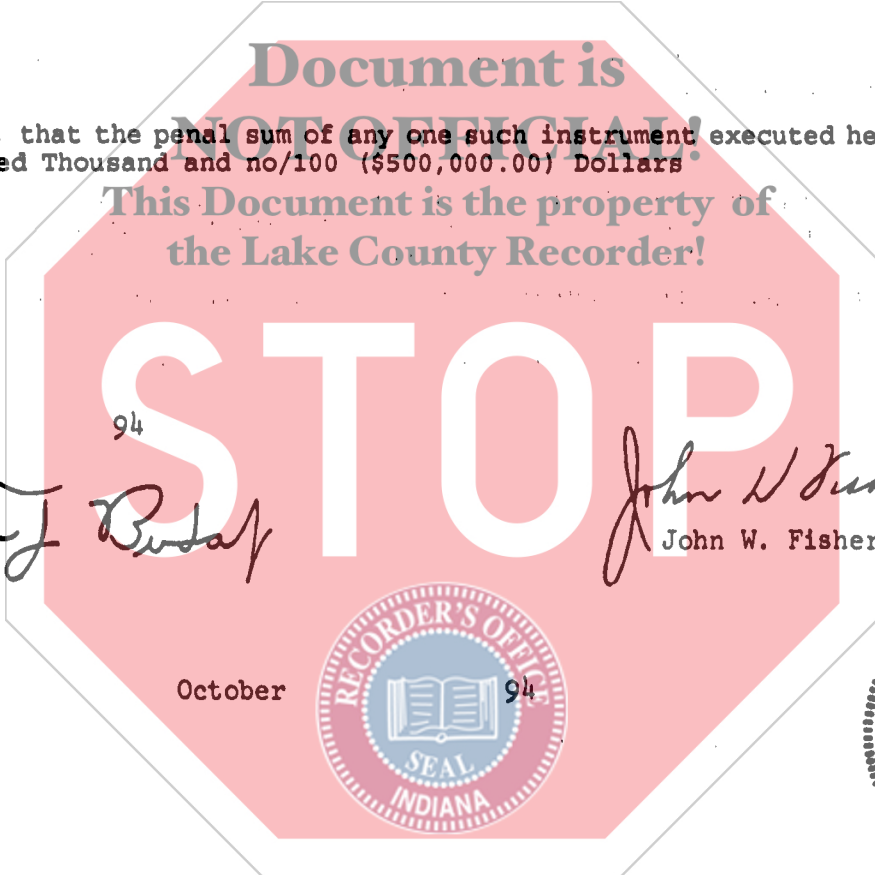 Document is
NOT OFFICIAL!
that the penal sum of any one such instrument executed he
ed Thousand and no/100 ($500,000.00) Dollars
This Document is the property of
the Lake County Recorder!
STOP
94
John W
John W. Fisher
October 94
RECORDER'S OFFICE
SEAL
INDIANA